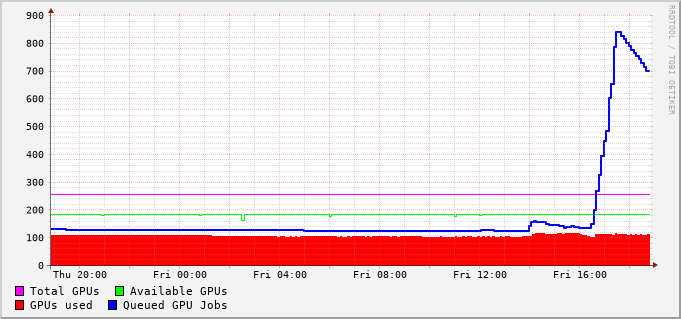 900
800
700
600
500
400
300
200
100
0
Thu 20:00 Fri 00:00 Fri 04:00 Fri 08:00 Fri 12:00 Fri 16:00
Total GPUs Available GPUs
GPUs used Queued GPU Jobs
RRDTOOL / TOBI OETIKER